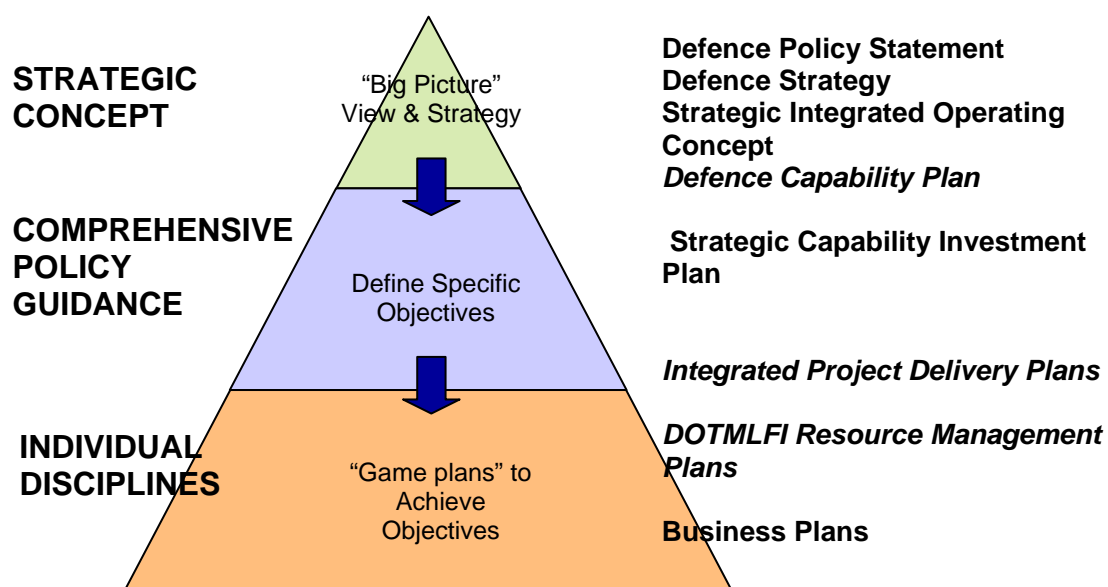 STRATEGIC
CONCEPT
“Big Picture”
View & Strategy
Defence Policy Statement
Defence Strategy
Strategic Integrated Operating
Concept
Defence Capability Plan
COMPREHENSIVE
POLICY
GUIDANCE
Define Specific
Objectives
Strategic Capability Investment
Plan
Integrated Project Delivery Plans
INDIVIDUAL
DISCIPLINES
“Game plans” to
Achieve
Objectives
DOTMLFI Resource Management
Plans
Business Plans